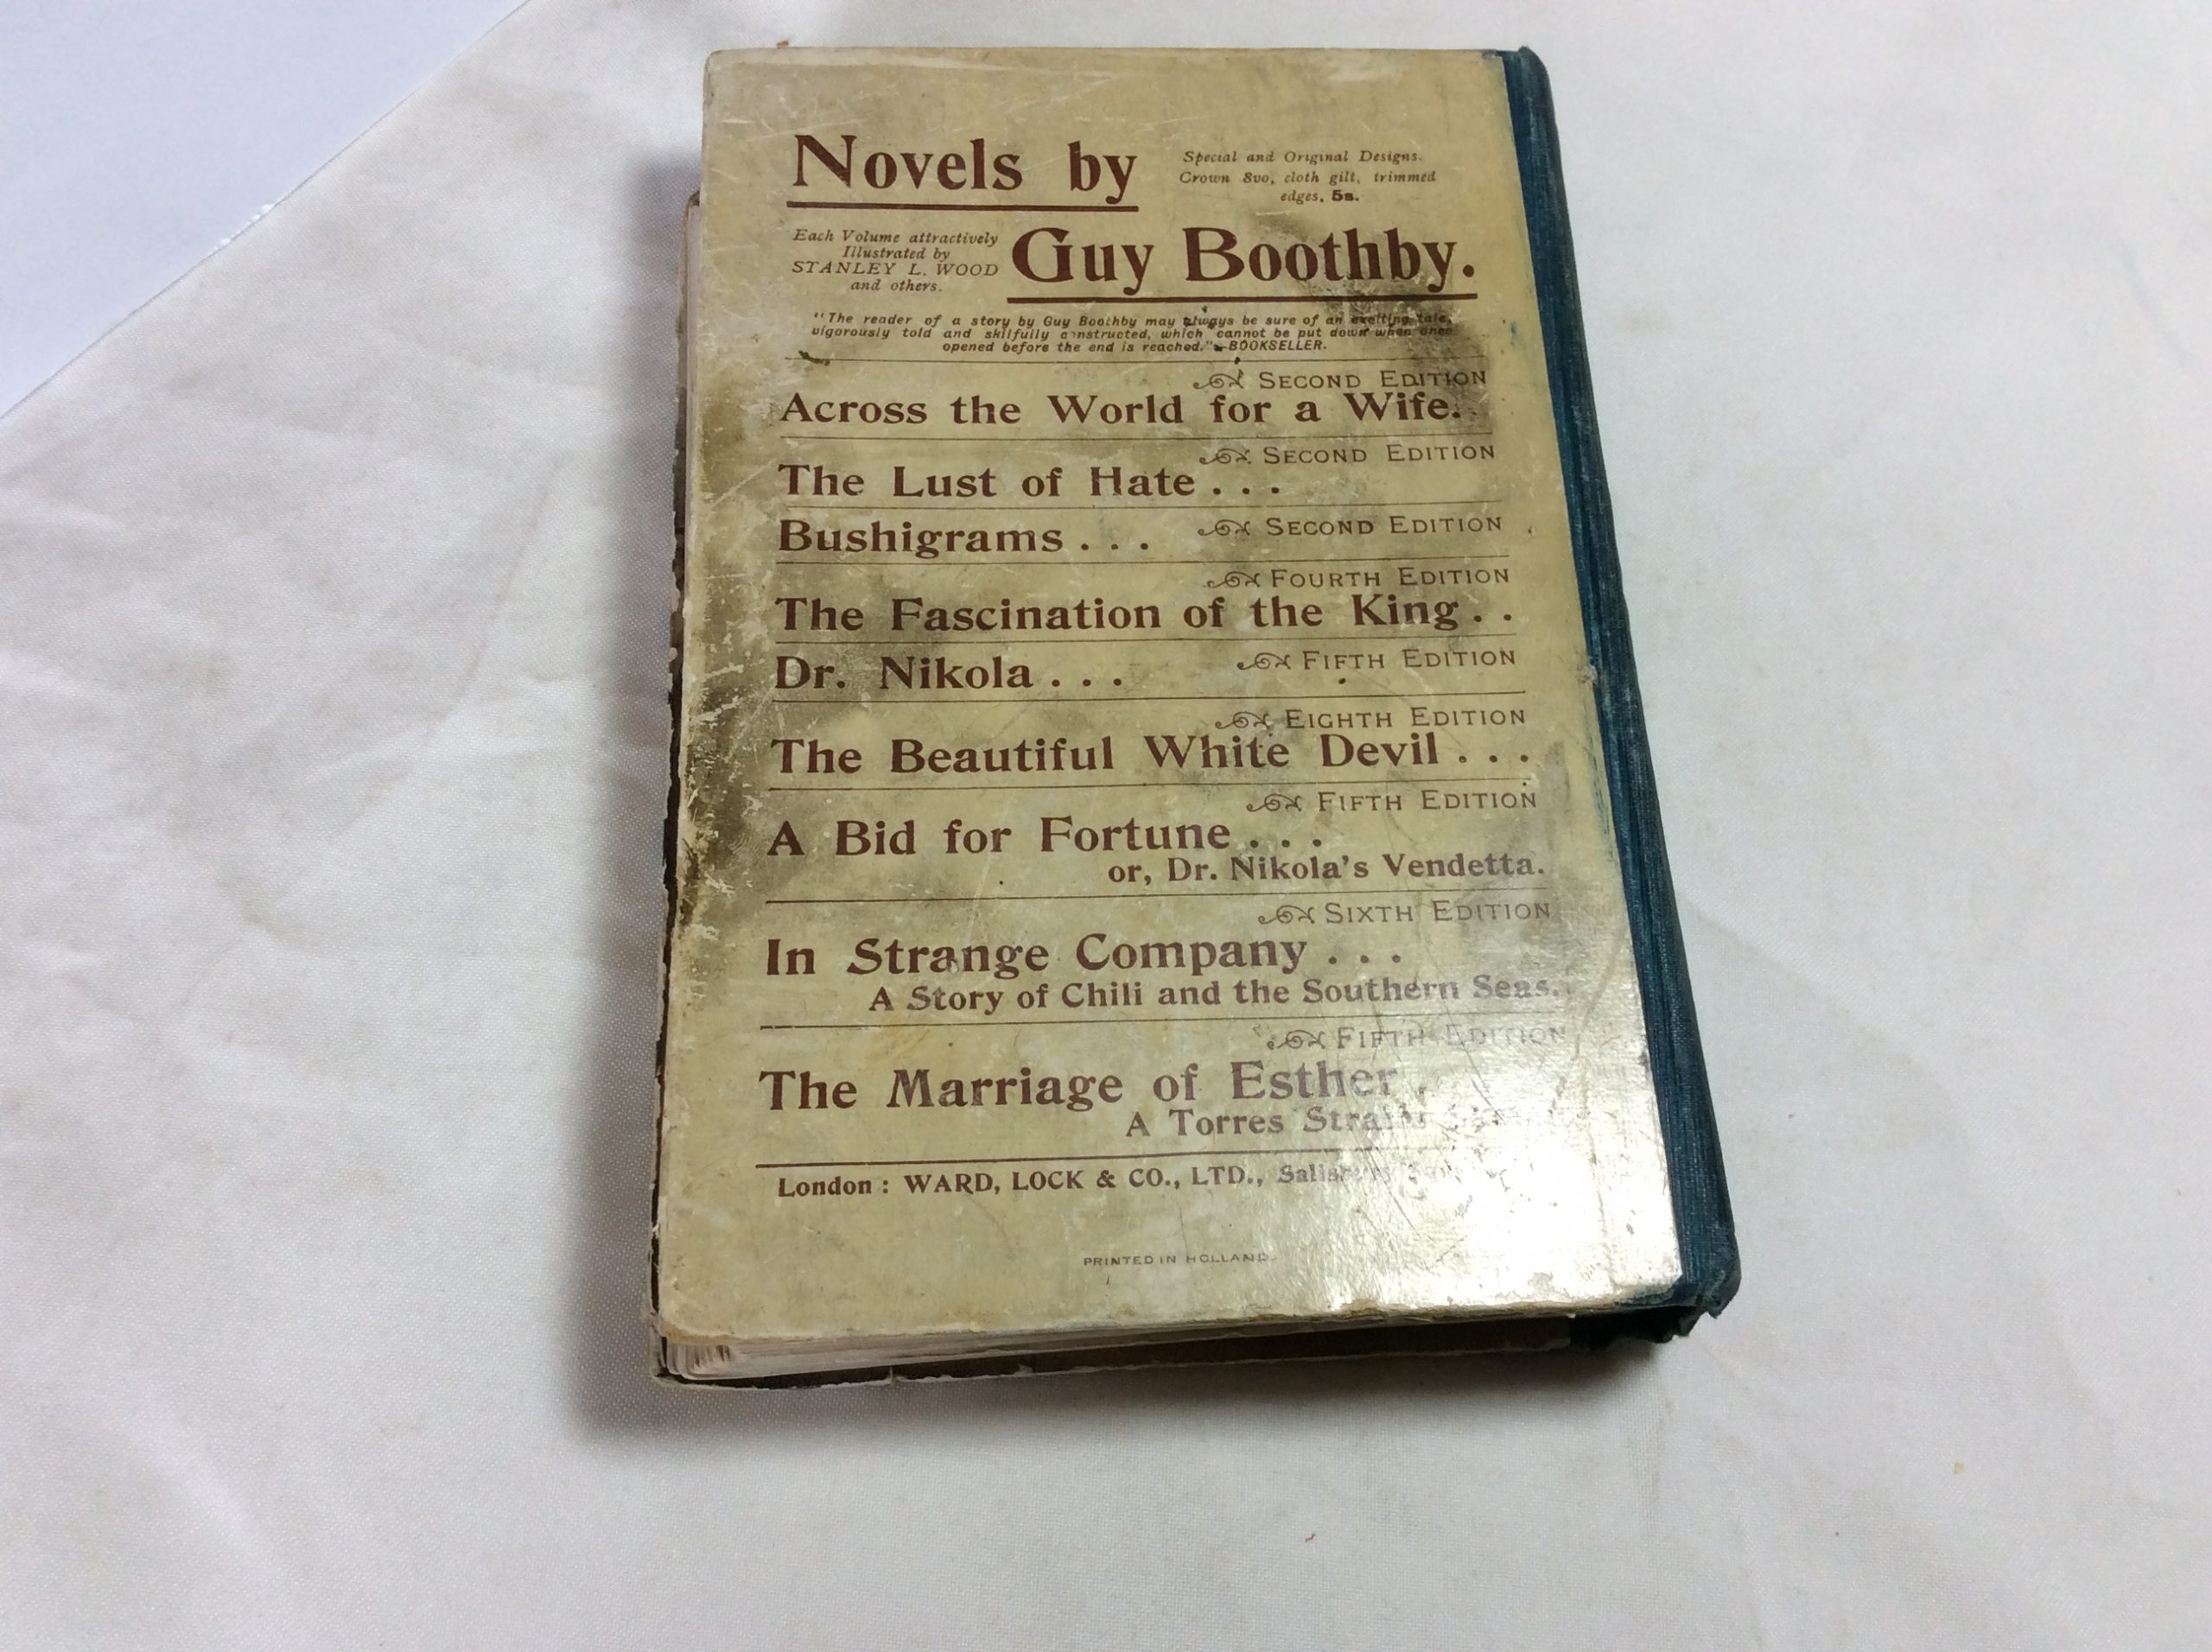 Novels by
Special and Original Designs.
Crown 8vo, cloth gilt, trimmed
edges, 5s.
Each Volume attractively
Illustrated by
STANLEY L. WOOD
and others.
Guy Boothby.
"The reader of a story by Guy Boothby may always be sure of an exciting tale,
vigorously told and skilfully constructed, which cannot be put down when once
opened before the end is reached."—BOOKSELLER.
SECOND EDITION
Across the World for a Wife.
SECOND EDITION
The Lust of Hate . . .
Bushigrams . . . SECOND EDITION
FOURTH EDITION
The Fascination of the King . .
Dr. Nikola . . . FIFTH EDITION
EIGHTH EDITION
The Beautiful White Devil . . .
FIFTH EDITION
A Bid for Fortune . . .
or, Dr. Nikola's Vendetta.
SIXTH EDITION
In Strange Company . . .
A Story of Chili and the Southern Seas.
FIFTH EDITION
The Marriage of Esther .
A Torres
London: WARD, LOCK & CO., LTD.,
PRINTED IN HOLLAND.